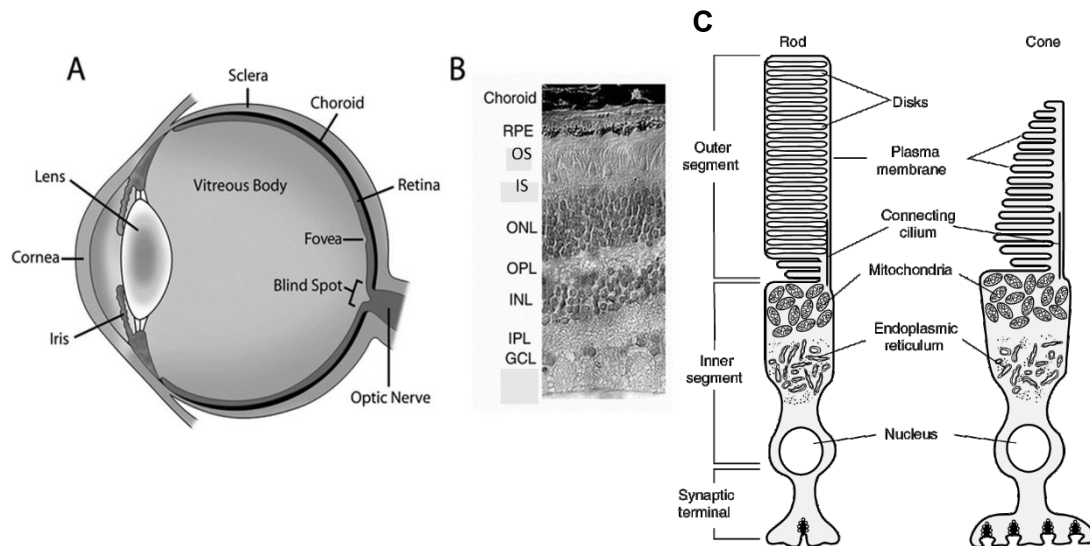 A
Sclera
Choroid
Lens
Vitreous Body
Retina
Cornea
Fovea
Blind Spot
Iris
Optic Nerve
B
Choroid
RPE
OS
IS
ONL
OPL
INL
IPL
GCL
C
Rod
Cone
Disks
Outer
segment
Plasma
membrane
Connecting
cilium
Mitochondria
Endoplasmic
reticulum
Inner
segment
Nucleus
Synaptic
terminal